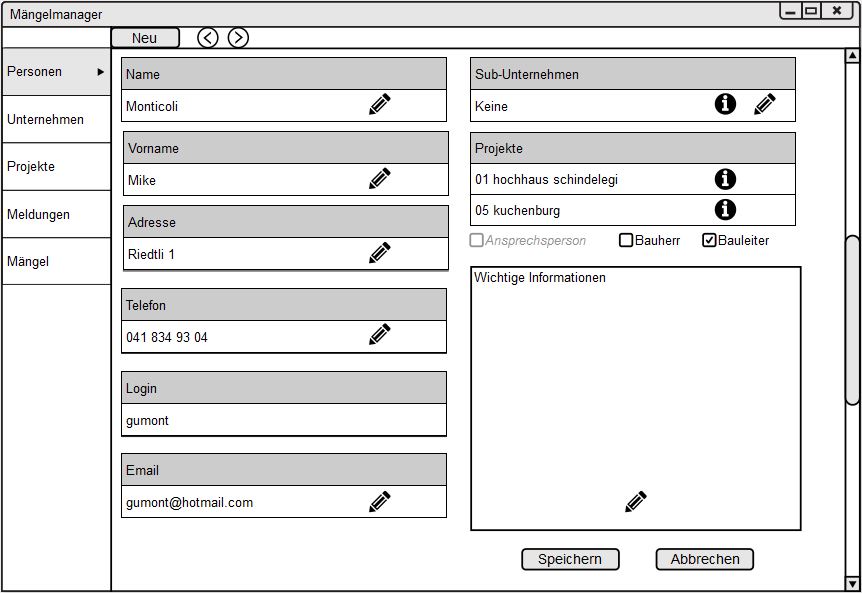 Mängelmanager
Neu
Personen
Unternehmen
Projekte
Meldungen
Mängel
Name
Monticoli
Vorname
Mike
Adresse
Riedtli 1
Telefon
041 834 93 04
Login
gumont
Email
gumont@hotmail.com
Sub-Unternehmen
Keine
Projekte
01 hochhaus schindelegi
05 kuchenburg
Ansprechsperson Bauherr Bauleiter
Wichtige Informationen
Speichern Abbrechen